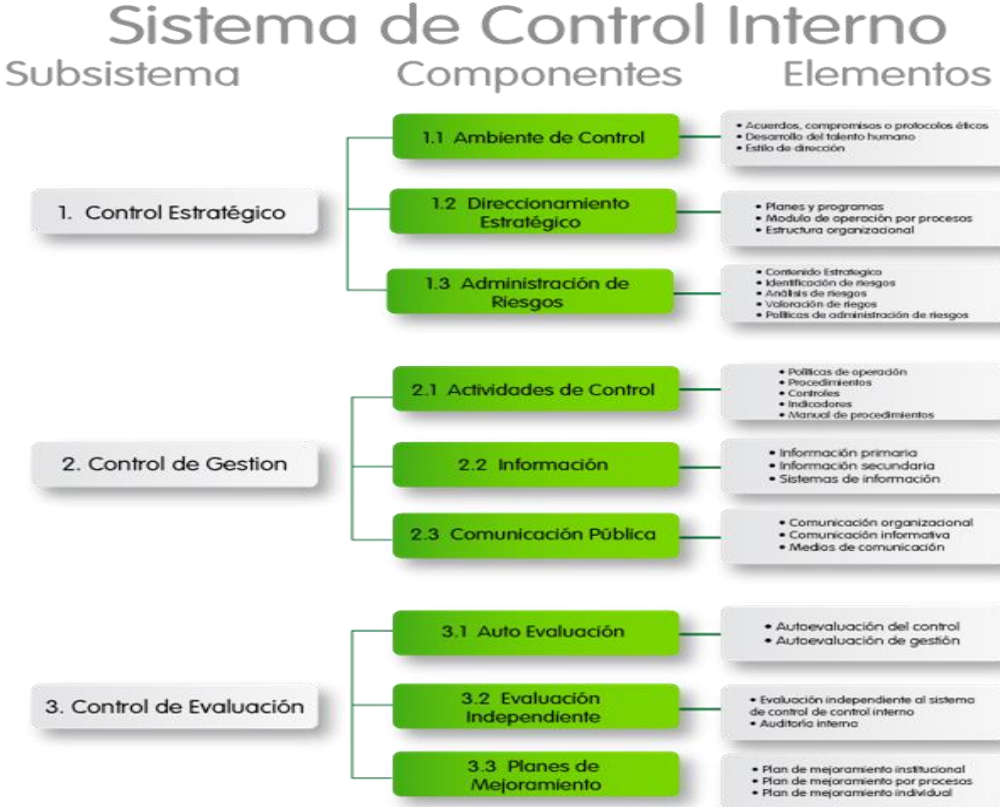 Sistema de Control Interno
Subsistema
Componentes
Elementos
1. Control Estratégico
1.1 Ambiente de Control
• Acuerdos, compromisos o protocolos éticos
• Desarrollo del talento humano
• Estilo de dirección
1.2 Direccionamiento
Estratégico
• Planes y programas
• Modulo de operación por procesos
• Estructura organizacional
1.3 Administración de
Riesgos
• Contenido Estrategico
• Identificación de riesgos
• Análisis de riesgos
• Valoración de riegos
• Políticas de administración de riesgos
2. Control de Gestion
2.1 Actividades de Control
• Políticas de operación
• Procedimientos
• Controles
• Indicadores
• Manual de procedimientos
2.2 Información
• Información primaria
• Información secundaria
• Sistemas de información
2.3 Comunicación Pública
• Comunicación organizacional
• Comunicación informativa
• Medios de comunicación
3. Control de Evaluación
3.1 Auto Evaluación
• Autoevaluación del control
• Autoevaluación de gestión
3.2 Evaluación
Independiente
• Evaluación independiente al sistema
de control de control interno
• Auditoría interna
3.3 Planes de
Mejoramiento
• Plan de mejoramiento institucional
• Plan de mejoramiento por procesos
• Plan de mejoramiento individual